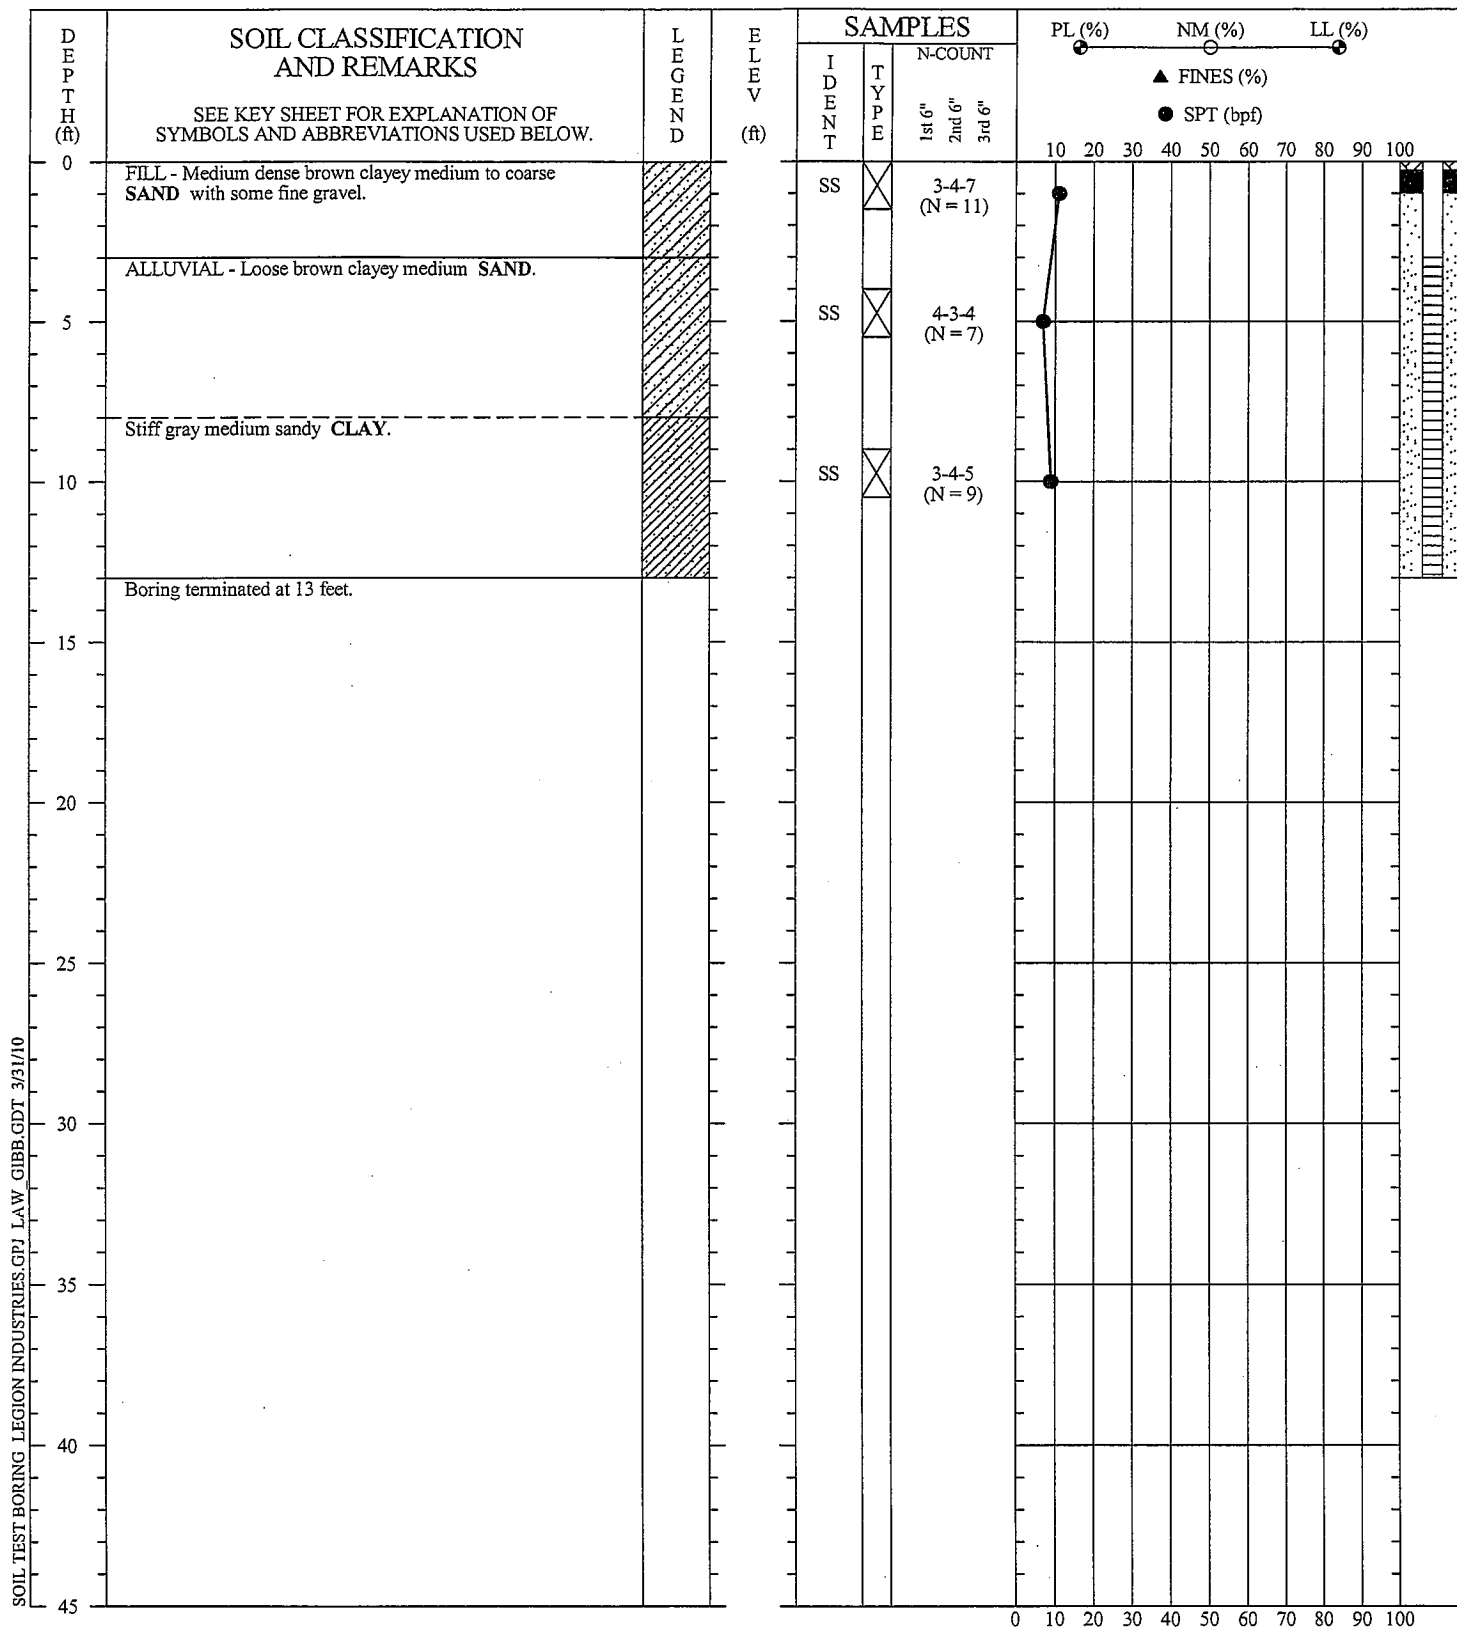 DEPTH (ft)
SOIL CLASSIFICATION
AND REMARKS
SEE KEY SHEET FOR EXPLANATION OF
SYMBOLS AND ABBREVIATIONS USED BELOW.
LEGEND
ELEV (ft)
SAMPLES
IDENT
TYPE
N-COUNT
1st 6"
2nd 6"
3rd 6"
PL (%) NM (%) LL (%)
▲ FINES (%)
● SPT (bpf)
10 20 30 40 50 60 70 80 90 100
0
FILL - Medium dense brown clayey medium to coarse
SAND with some fine gravel.
SS
3-4-7
(N = 11)
ALLUVIAL - Loose brown clayey medium SAND.
5
SS
4-3-4
(N = 7)
Stiff gray medium sandy CLAY.
10
SS
3-4-5
(N = 9)
Boring terminated at 13 feet.
15
20
25
30
35
40
45
0 10 20 30 40 50 60 70 80 90 100
SOIL TEST BORING LEGION INDUSTRIES.GPJ LAW_GIBB.GDT 3/31/10